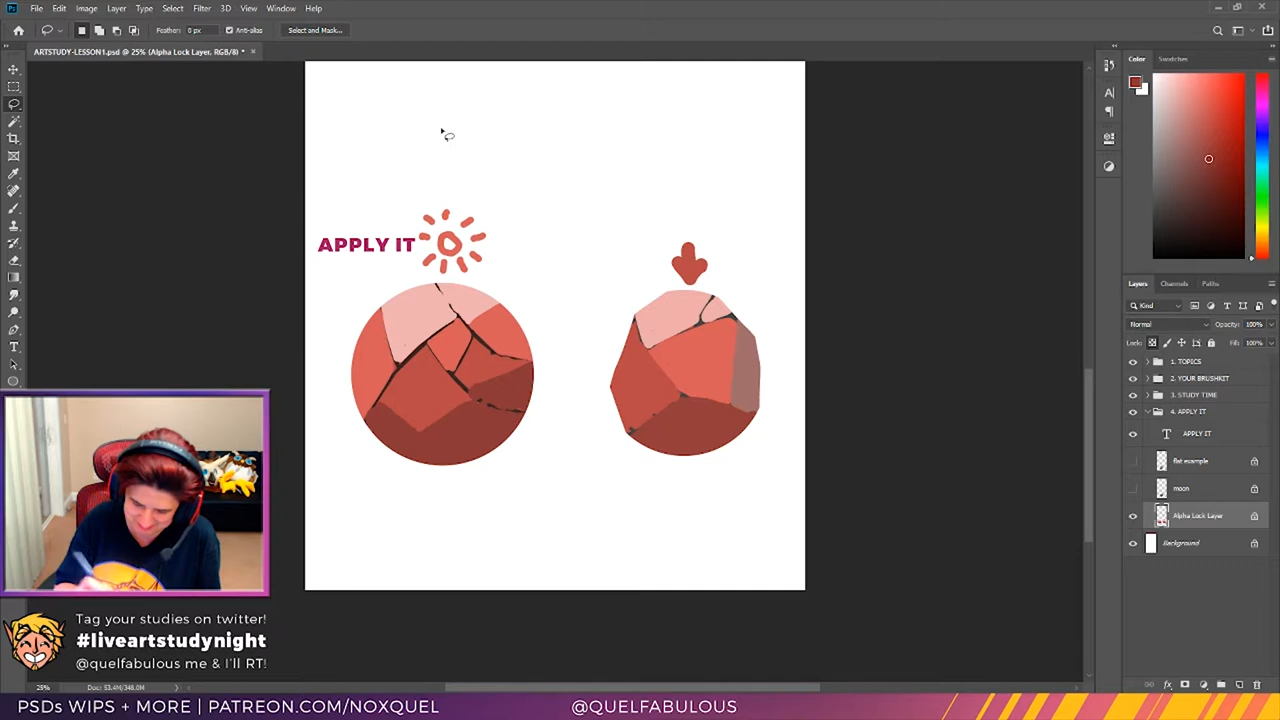 File Edit Image Layer Type Select Filter 3D View Window Help
Feather: 0 px Anti-alias Select and Mask...
ARTSTUDY-LESSON1.psd @ 25% (Alpha Lock Layer, RGB/8) *
Color Swatches
APPLY IT
Layers Channels Paths
Kind
Normal Opacity: 100%
Lock: Fill: 100%
1. TOPICS
2. YOUR BRUSHKIT
3. STUDY TIME
4. APPLY IT
T APPLY IT
flat example
moon
Alpha Lock Layer
Background
Tag your studies on twitter!
#liveartstudynight
@quelfabulous me & I'll RT!
25% Doc: 53.4M/348.0M
PSDs WIPS + MORE | PATREON.COM/NOXQUEL @QUELFABULOUS